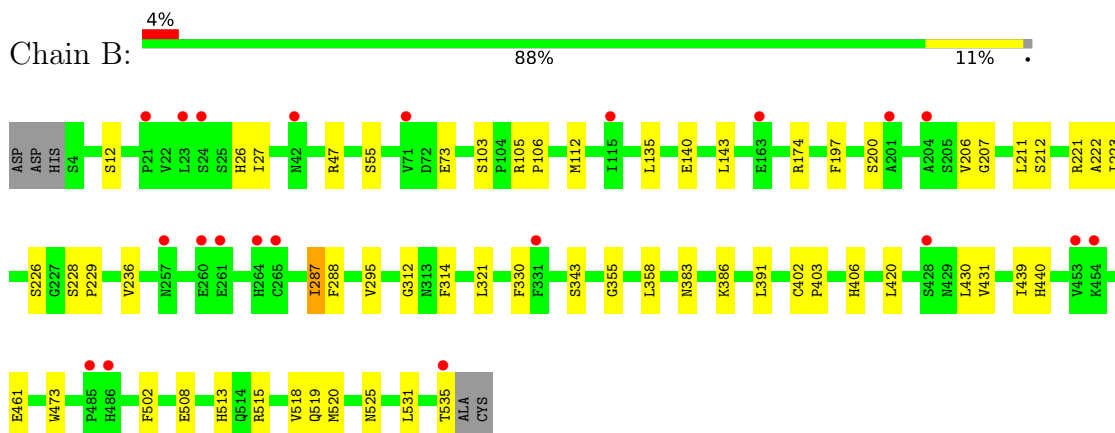 4%
Chain B:
88%
11%
•
ASP ASP HIS S4 S12 P21 V22 L23 S24 S25 H26 I27 N42 R47 S55 V71 D72 E73 S103 P104 R105 P106 M112 I115 L135 E140 L143 E163 R174 F197 S200 A201 A204 S205 V206 G207 L211 S212 R221 A222
S226 G227 S228 P229 V236 N257 E260 E261 H264 C265 I287 F288 V295 G312 N313 F314 L321 F330 F331 S343 G355 L358 N383 K386 L391 C402 P403 H406 L420 S428 N429 L430 V431 I439 H440 V453 K454
E461 W473 P485 H486 F502 E508 H513 Q514 R515 V518 Q519 M520 N525 L531 T535 ALA CYS